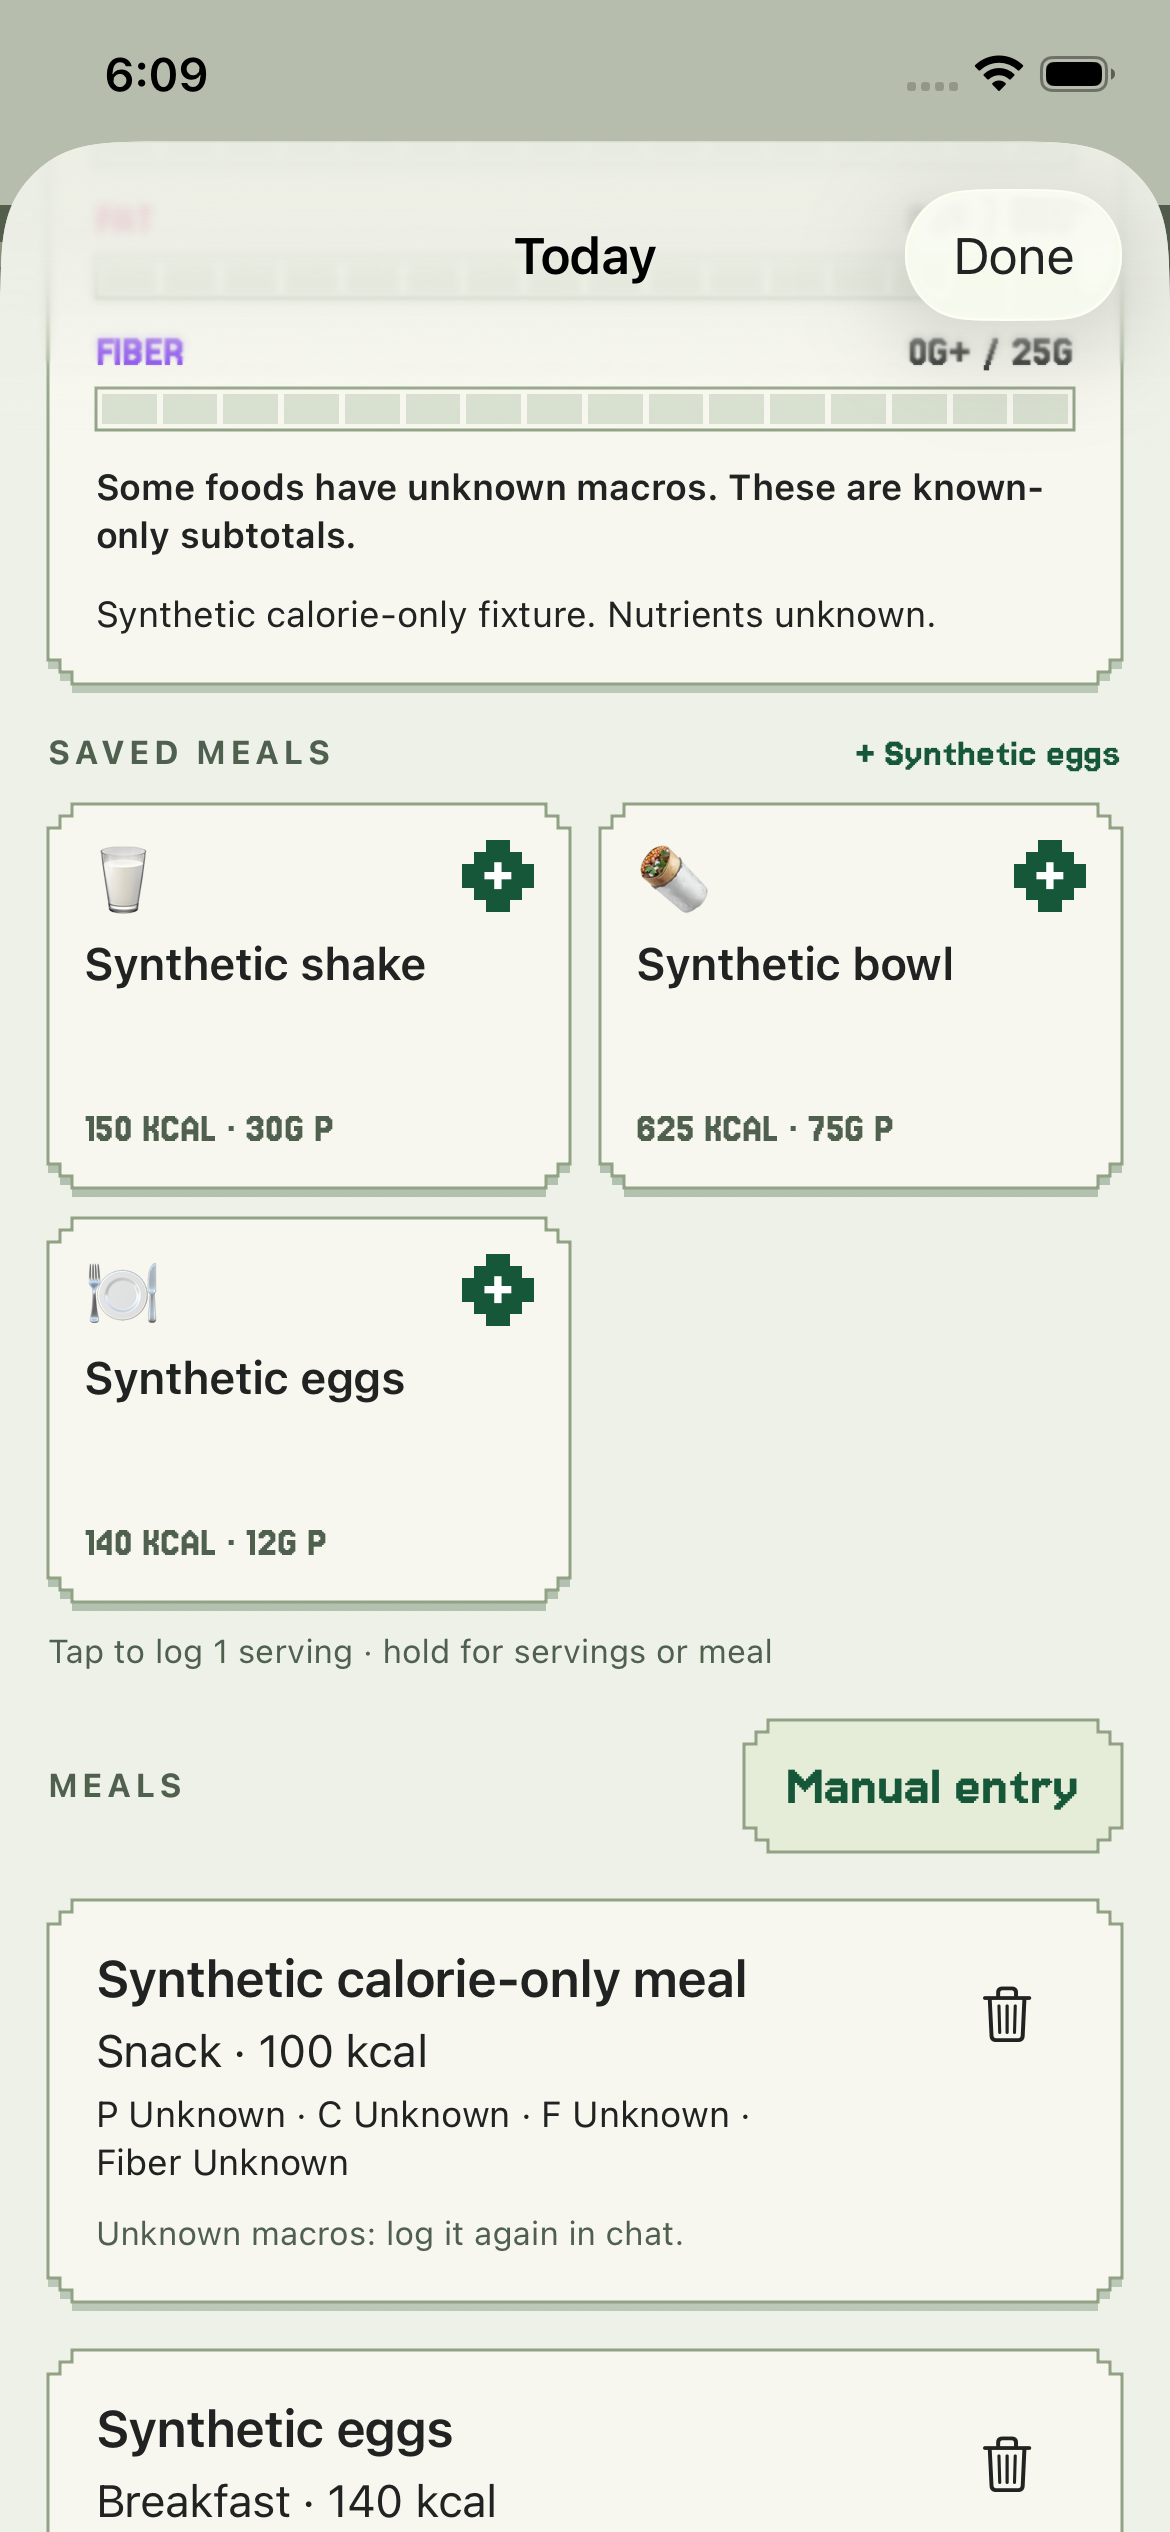 6:09
FAT
Today
Done
FIBER
0G+ / 25G
Some foods have unknown macros. These are known-
only subtotals.
Synthetic calorie-only fixture. Nutrients unknown.
SAVED MEALS
+ Synthetic eggs
Synthetic shake
150 KCAL · 30G P
Synthetic bowl
625 KCAL · 75G P
Synthetic eggs
140 KCAL · 12G P
Tap to log 1 serving · hold for servings or meal
MEALS
Manual entry
Synthetic calorie-only meal
Snack · 100 kcal
P Unknown · C Unknown · F Unknown ·
Fiber Unknown
Unknown macros: log it again in chat.
Synthetic eggs
Breakfast · 140 kcal